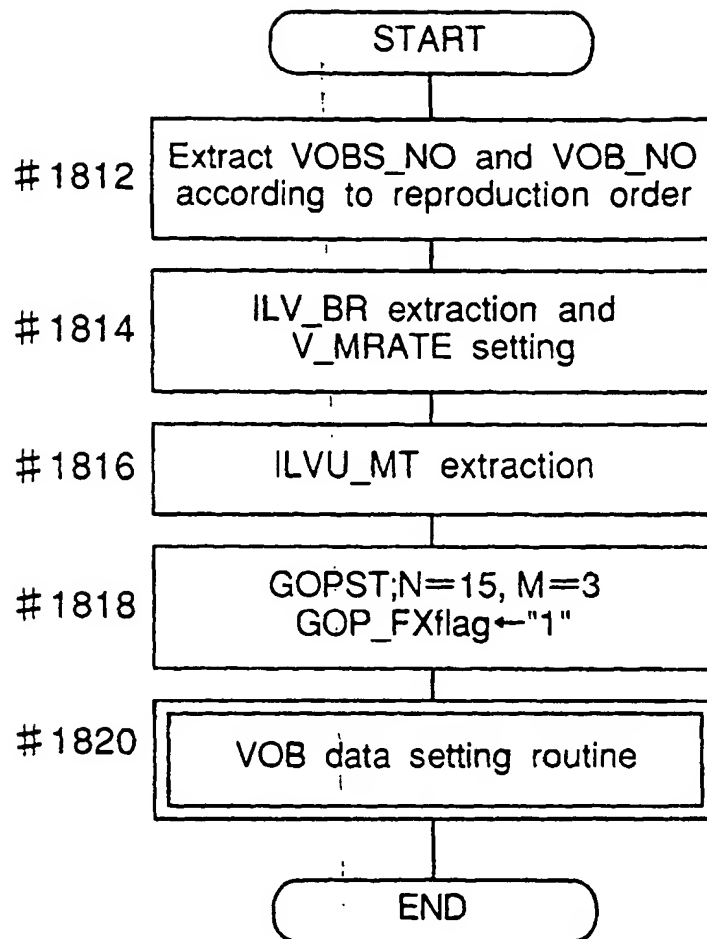 START
#1812
Extract VOBS_NO and VOB_NO
according to reproduction order
#1814
ILV_BR extraction and
V_MRATE setting
#1816
ILVU_MT extraction
#1818
GOPST;N=15, M=3
GOP_FXflag←"1"
#1820
VOB data setting routine
END